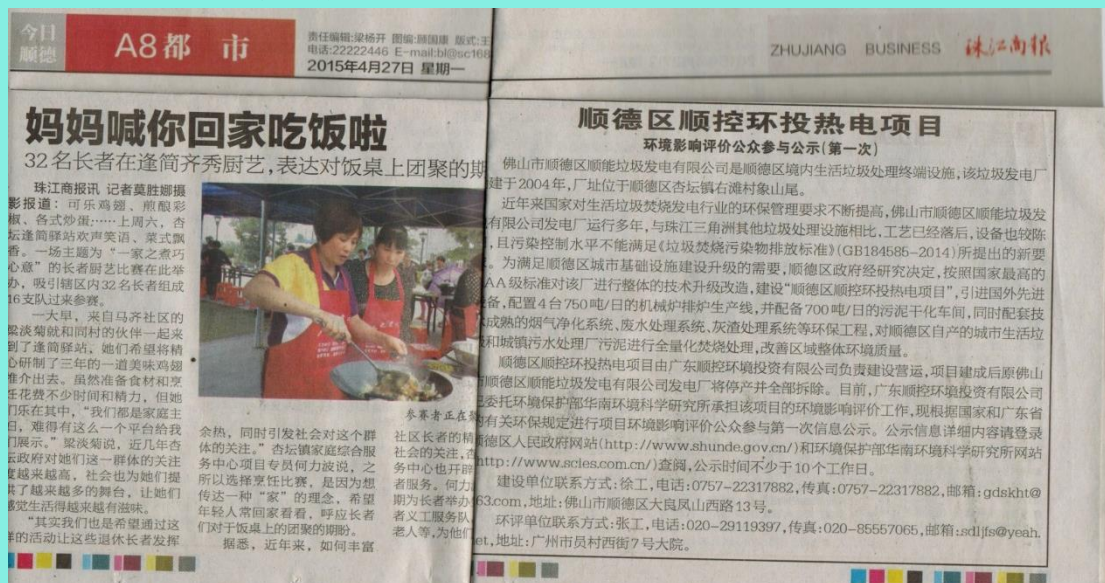 今日
顺德
A8都 市
责任编辑:梁杨开 图编:顾国康 版式:王
电话:22222446 E-mail:bl@sc168
2015年4月27日 星期一
ZHUJIANG BUSINESS 珠江商报
妈妈喊你回家吃饭啦
32名长者在逢简齐秀厨艺,表达对饭桌上团聚的期
珠江商报讯 记者莫胜娜摄
影报道:可乐鸡翅、煎酿彩
椒、各式炒蛋……上周六,杏
坛逢简驿站欢声笑语、菜式飘
香。一场主题为“一家之煮巧
心意”的长者厨艺比赛在此举
办,吸引辖区内32名长者组成
16支队过来参赛。
一大早,来自马齐社区的
梁淡菊就和同村的伙伴一起来
到了逢简驿站,她们希望将精
心研制了三年的一道美味鸡翅
推介出去。虽然准备食材和烹
饪花费不少时间和精力,但她
们乐在其中,“我们都是家庭主
妇,难得有这么一个平台给我
们展示。”梁淡菊说,近几年杏
坛政府对她们这一群体的关注
度越来越高,社会也为她们提
供了越来越多的舞台,让她们
感觉生活得越来越有滋味。
“其实我们也是希望通过这
样的活动让这些退休长者发挥
参赛者正在
余热,同时引发社会对这个群
体的关注。”杏坛镇家庭综合服
务中心项目专员何力波说,之
所以选择烹饪比赛,是因为想
传达一种“家”的理念,希望
年轻人常回家看看,呼应长者
们对于饭桌上的团聚的期盼。
据悉,近年来,如何丰富
社区长者的精
社会的关注,杏
务中心也开辟
者服务。何力
期为长者举办
者义工服务队
老人等,为他们
顺德区顺控环投热电项目
环境影响评价公众参与公示(第一次)
佛山市顺德区顺能垃圾发电有限公司是顺德区境内生活垃圾处理终端设施,该垃圾发电厂
建于2004年,厂址位于顺德区杏坛镇右滩村象山尾。
近年来国家对生活垃圾焚烧发电行业的环保管理要求不断提高,佛山市顺德区顺能垃圾发
有限公司发电厂运行多年,与珠江三角洲其他垃圾处理设施相比,工艺已经落后,设备也较陈
,且污染控制水平不能满足《垃圾焚烧污染物排放标准》(GB184585-2014)所提出的新要
。为满足顺德区城市基础设施建设升级的需要,顺德区政府经研究决定,按照国家最高的
AA级标准对该厂进行整体的技术升级改造,建设“顺德区顺控环投热电项目”,引进国外先进
设备,配置4台750吨/日的机械炉排炉生产线,并配备700吨/日的污泥干化车间,同时配套技
术成熟的烟气净化系统、废水处理系统、灰渣处理系统等环保工程,对顺德区自产的城市生活垃
圾和城镇污水处理厂污泥进行全量化焚烧处理,改善区域整体环境质量。
顺德区顺控环投热电项目由广东顺控环境投资有限公司负责建设营运,项目建成后原佛山
市顺德区顺能垃圾发电有限公司发电厂将停产并全部拆除。目前,广东顺控环境投资有限公司
已委托环境保护部华南环境科学研究所承担该项目的环境影响评价工作,现根据国家和广东省
的有关环保规定进行项目环境影响评价公众参与第一次信息公示。公示信息详细内容请登录
顺德区人民政府网站(http://www.shunde.gov.cn/)和环境保护部华南环境科学研究所网站
http://www.scies.com.cn/)查阅,公示时间不少于10个工作日。
建设单位联系方式:徐工,电话:0757-22317882,传真:0757-22317882,邮箱:gdskht@
63.com,地址:佛山市顺德区大良凤山西路13号。
环评单位联系方式:张工,电话:020-29119397,传真:020-85557065,邮箱:sdljfs@yeah.
et,地址:广州市员村西街7号大院。